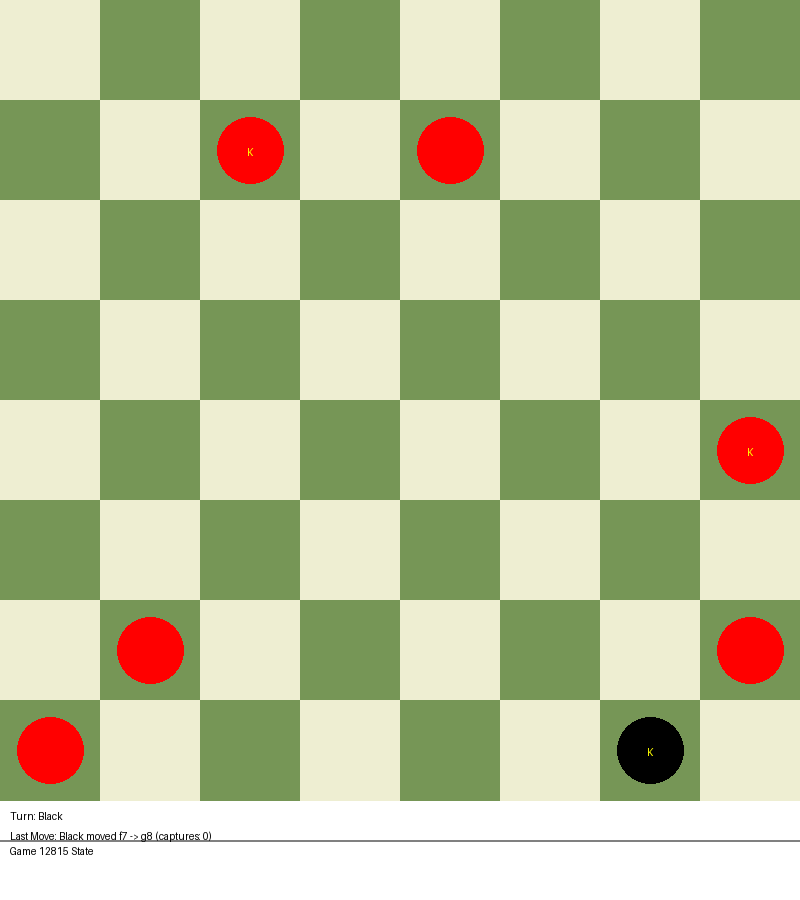 K
K
K
Turn: Black
Last Move: Black moved f7 -> g8 (captures: 0)
Game 12815 State